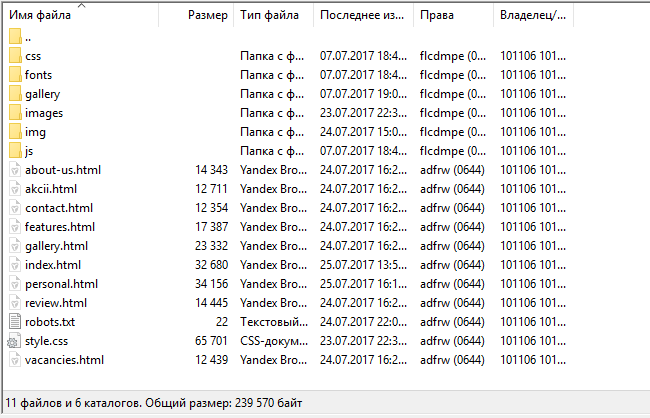 Имя файла Размер Тип файла Последнее из... Права Владелец/...
..
css Папка с ф... 07.07.2017 18:4... flcdmpe (0... 101106 101...
fonts Папка с ф... 07.07.2017 18:4... flcdmpe (0... 101106 101...
gallery Папка с ф... 07.07.2017 19:0... flcdmpe (0... 101106 101...
images Папка с ф... 23.07.2017 22:3... flcdmpe (0... 101106 101...
img Папка с ф... 24.07.2017 15:0... flcdmpe (0... 101106 101...
js Папка с ф... 07.07.2017 18:4... flcdmpe (0... 101106 101...
about-us.html 14 343 Yandex Bro... 24.07.2017 16:2... adfrw (0644) 101106 101...
akcii.html 12 711 Yandex Bro... 24.07.2017 16:2... adfrw (0644) 101106 101...
contact.html 12 354 Yandex Bro... 24.07.2017 16:2... adfrw (0644) 101106 101...
features.html 17 387 Yandex Bro... 24.07.2017 16:2... adfrw (0644) 101106 101...
gallery.html 23 332 Yandex Bro... 24.07.2017 16:2... adfrw (0644) 101106 101...
index.html 32 680 Yandex Bro... 25.07.2017 13:5... adfrw (0644) 101106 101...
personal.html 34 156 Yandex Bro... 25.07.2017 16:1... adfrw (0644) 101106 101...
review.html 14 445 Yandex Bro... 24.07.2017 16:2... adfrw (0644) 101106 101...
robots.txt 22 Текстовый... 24.07.2017 22:0... adfrw (0644) 101106 101...
style.css 65 701 CSS-докум... 23.07.2017 22:3... adfrw (0644) 101106 101...
vacancies.html 12 439 Yandex Bro... 24.07.2017 16:2... adfrw (0644) 101106 101...
11 файлов и 6 каталогов. Общий размер: 239 570 байт